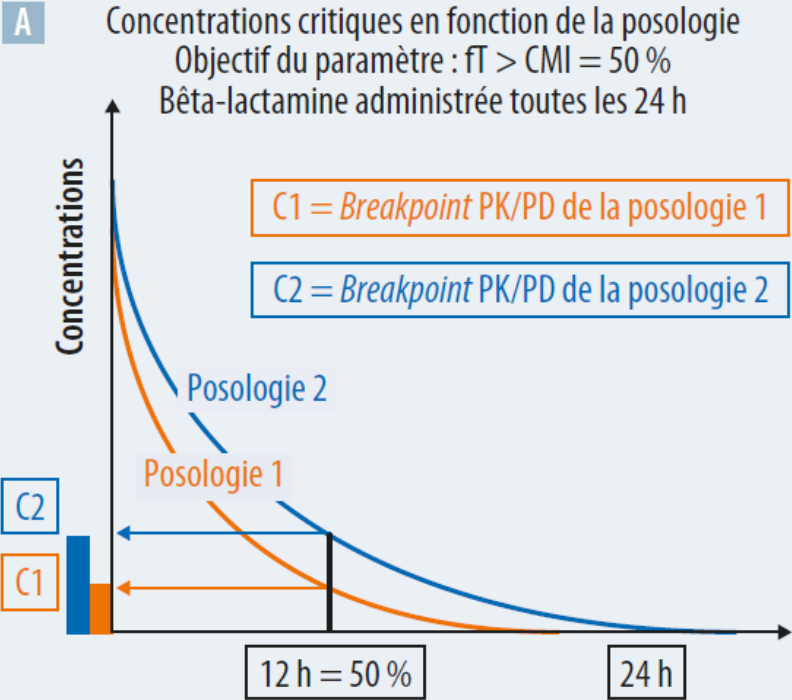 A
Concentrations critiques en fonction de la posologie
Objectif du paramètre : fT > CMI = 50 %
Bêta-lactamine administrée toutes les 24 h
Concentrations
C1 = Breakpoint PK/PD de la posologie 1
C2 = Breakpoint PK/PD de la posologie 2
Posologie 2
Posologie 1
C2
C1
12 h = 50 %
24 h